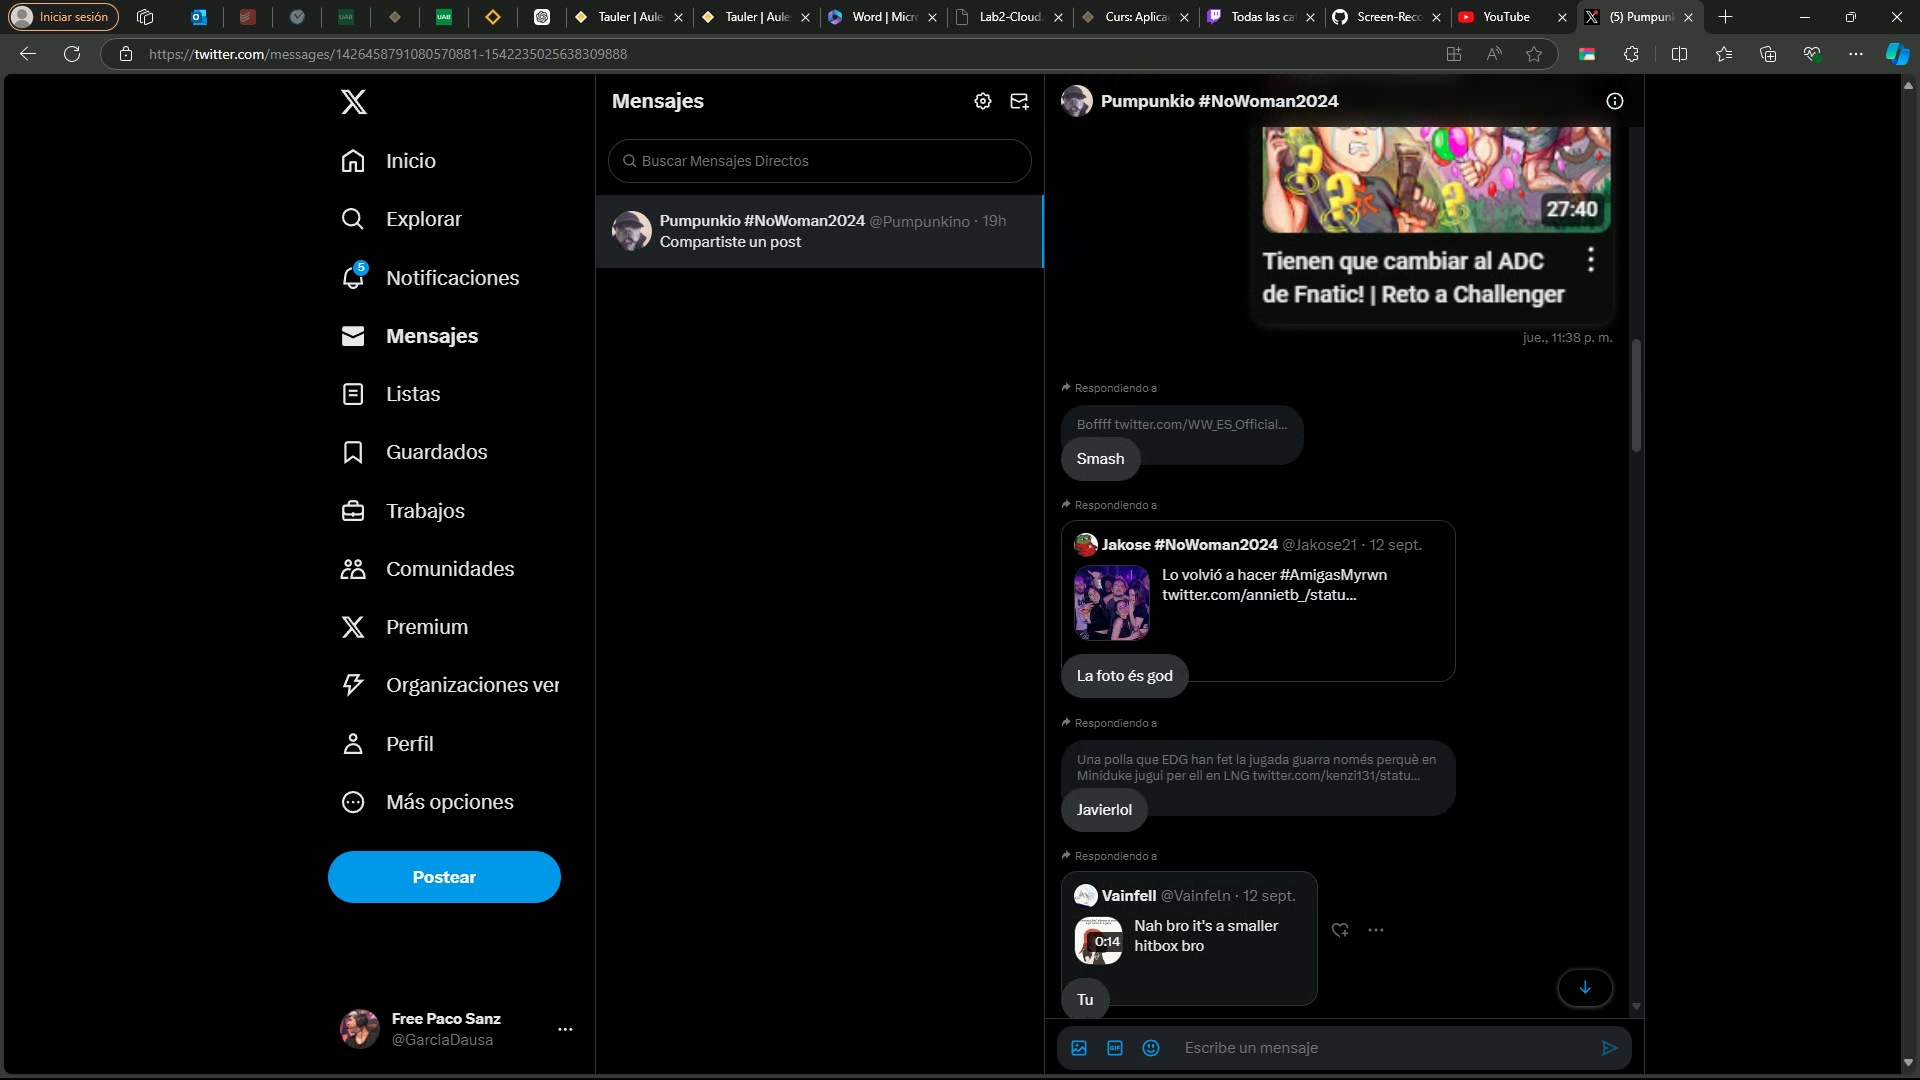 Iniciar sesión
Tauler | Aule
Tauler | Aule
Word | Micr
Lab2-Cloud.
Curs: Aplica
Todas las ca
Screen-Reco
YouTube
(5) Pumpun
https://twitter.com/messages/1426458791080570881-1542235025638309888
Inicio
Explorar
5
Notificaciones
Mensajes
Listas
Guardados
Trabajos
Comunidades
Premium
Organizaciones ver
Perfil
Más opciones
Postear
Free Paco Sanz
@GarciaDausa
Mensajes
Buscar Mensajes Directos
Pumpunkio #NoWoman2024 @Pumpunkino · 19h
Compartiste un post
Pumpunkio #NoWoman2024
27:40
Tienen que cambiar al ADC
de Fnatic! | Reto a Challenger
jue., 11:38 p. m.
Respondiendo a
Boffff twitter.com/WW_ES_Official...
Smash
Respondiendo a
Jakose #NoWoman2024 @Jakose21 · 12 sept.
Lo volvió a hacer #AmigasMyrwn
twitter.com/annietb_/statu...
La foto és god
Respondiendo a
Una polla que EDG han fet la jugada guarra només perquè en
Miniduke jugui per ell en LNG twitter.com/kenzi131/statu...
Javierlol
Respondiendo a
Vainfell @Vainfeln · 12 sept.
0:14
Nah bro it's a smaller
hitbox bro
Tu
GIF
Escribe un mensaje